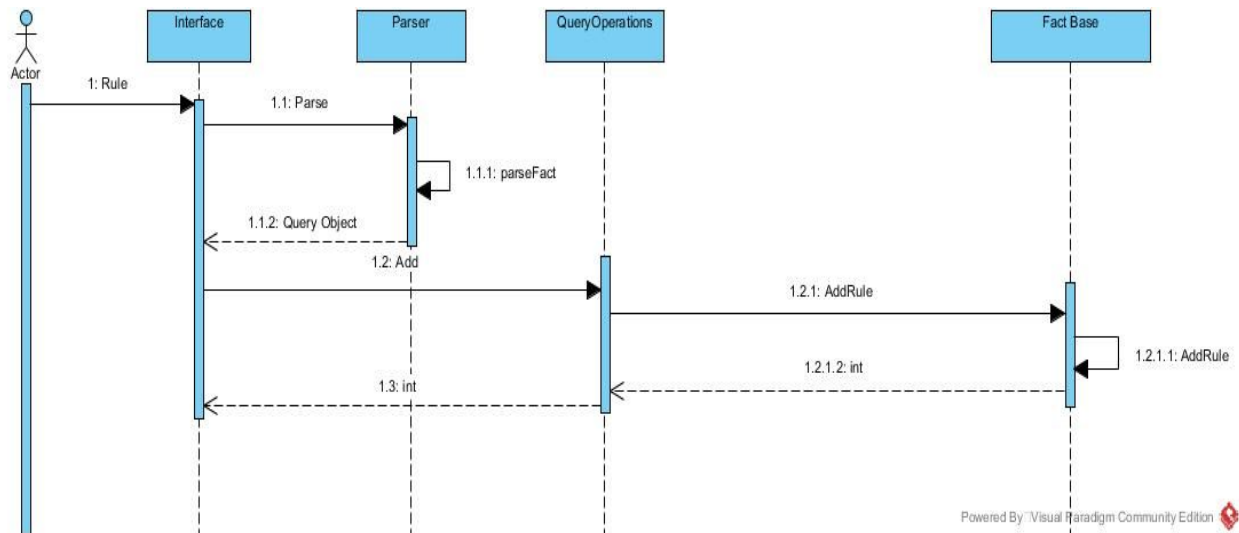 Interface
Parser
QueryOperations
Fact Base
Actor
1: Rule
1.1: Parse
1.1.1: parseFact
1.1.2: Query Object
1.2: Add
1.2.1: AddRule
1.2.1.1: AddRule
1.2.1.2: int
1.3: int
Powered By Visual Paradigm Community Edition